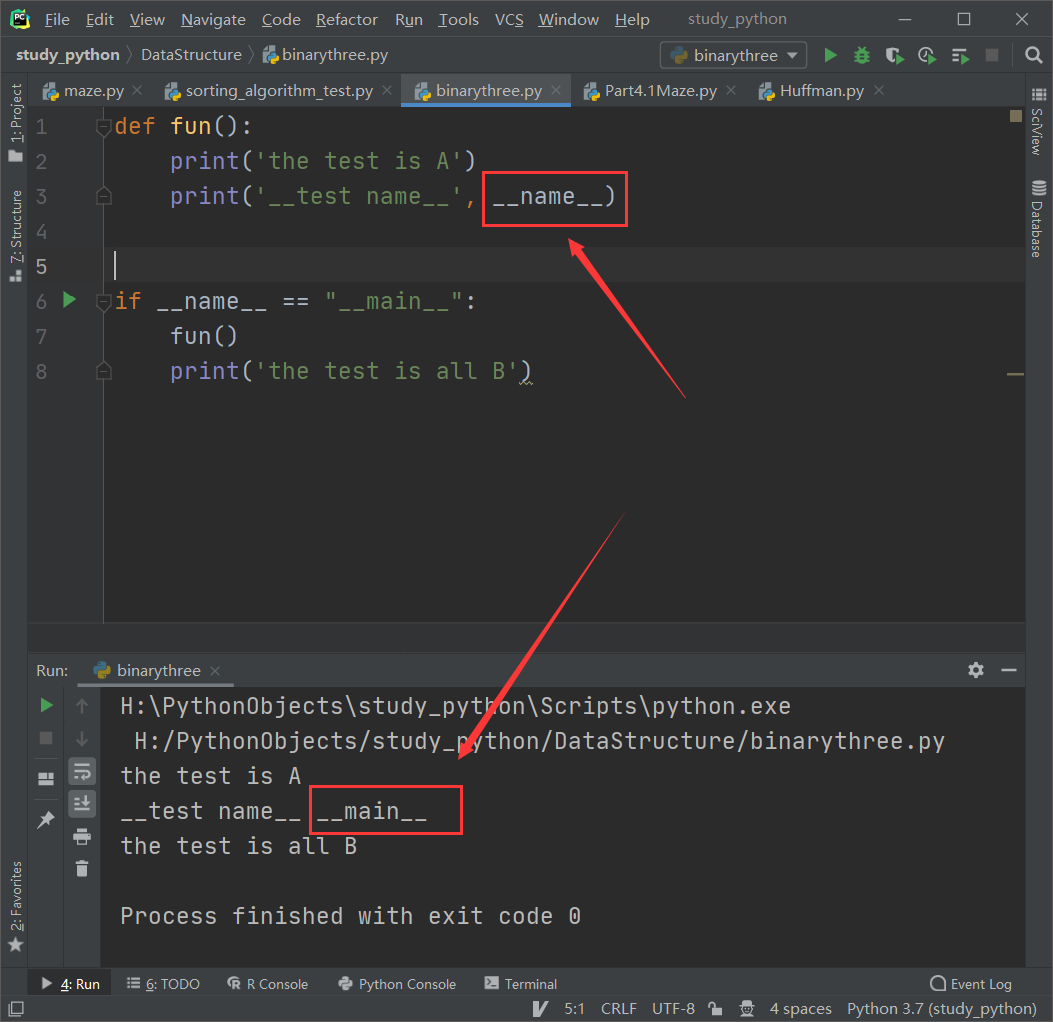 PC File Edit View Navigate Code Refactor Run Tools VCS Window Help study_python
study_python DataStructure binarythree.py binarythree
maze.py sorting_algorithm_test.py binarythree.py Part4.1Maze.py Huffman.py
1: Project
7: Structure
2: Favorites
SciView
Database
1 def fun():
2 print('the test is A')
3 print('__test name__', __name__)
4
5
6 if __name__ == "__main__":
7 fun()
8 print('the test is all B')
Run: binarythree
H:\PythonObjects\study_python\Scripts\python.exe
H:/PythonObjects/study_python/DataStructure/binarythree.py
the test is A
__test name__ __main__
the test is all B
Process finished with exit code 0
4: Run 6: TODO R Console Python Console Terminal Event Log
5:1 CRLF UTF-8 4 spaces Python 3.7 (study_python)